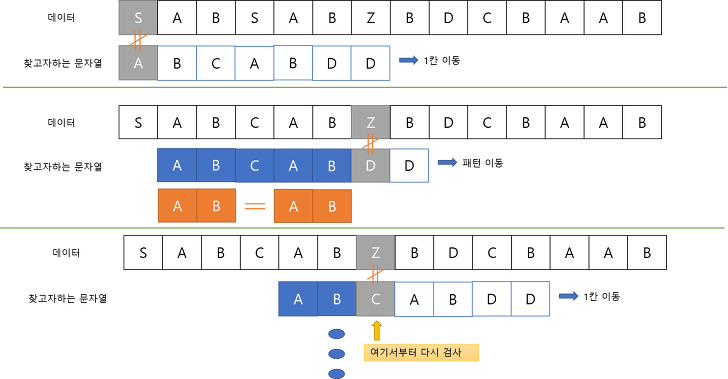 데이터 S A B S A B Z B D C B A A B
찾고자하는 문자열 A B C A B D D 1칸 이동
데이터 S A B C A B Z B D C B A A B
찾고자하는 문자열 A B C A B D D 패턴 이동
A B = A B
데이터 S A B C A B Z B D C B A A B
찾고자하는 문자열 A B C A B D D 1칸 이동
여기서부터 다시 검사